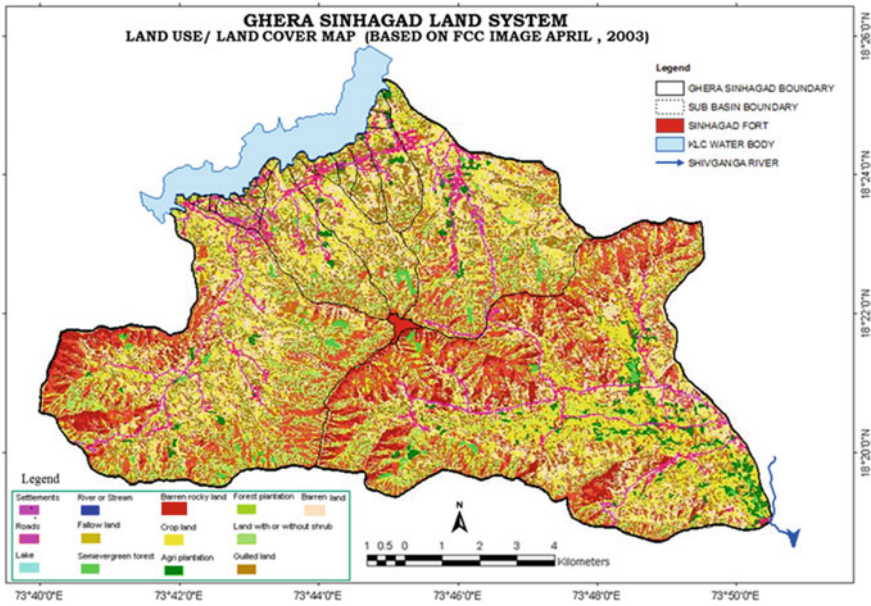 GHERA SINHAGAD LAND SYSTEM
LAND USE/ LAND COVER MAP (BASED ON FCC IMAGE APRIL , 2003)
Legend
GHERA SINHAGAD BOUNDARY
SUB BASIN BOUNDARY
SINHAGAD FORT
KLC WATER BODY
SHIVGANGA RIVER
18°26'0"N
18°24'0"N
18°22'0"N
18°20'0"N
Legend
Settlements
River or Stream
Barren rocky land
Forest plantation
Barren land
Roads
Fallow land
Crop land
Land with or without shrub
Lake
Semievergreen forest
Agri plantation
Gullied land
N
1 0.5 0 1 2 3 4
Kilometers
73°40'0"E 73°42'0"E 73°44'0"E 73°46'0"E 73°48'0"E 73°50'0"E